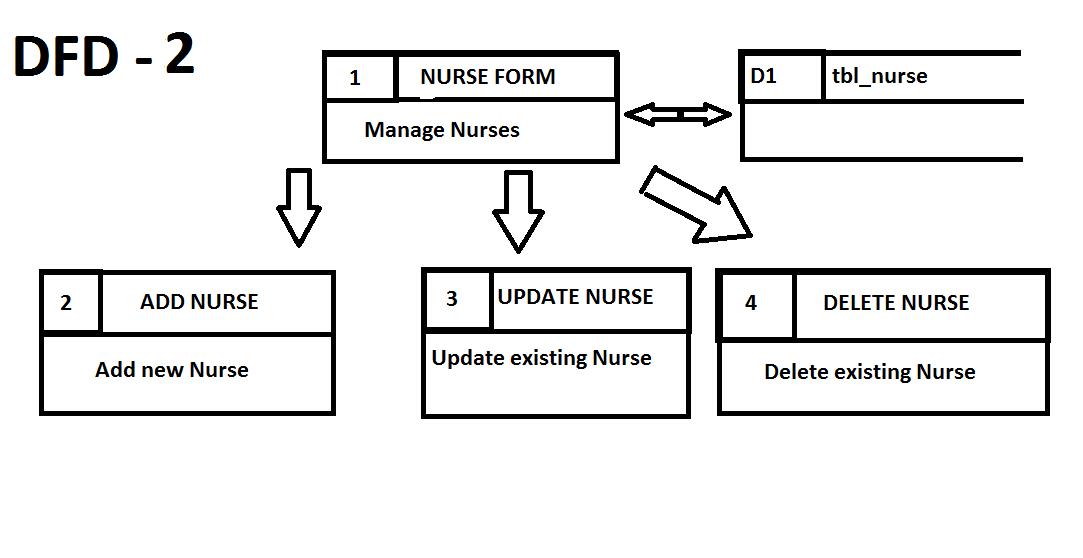 DFD - 2
1 NURSE FORM
Manage Nurses
D1 tbl_nurse
2 ADD NURSE
Add new Nurse
3 UPDATE NURSE
Update existing Nurse
4 DELETE NURSE
Delete existing Nurse